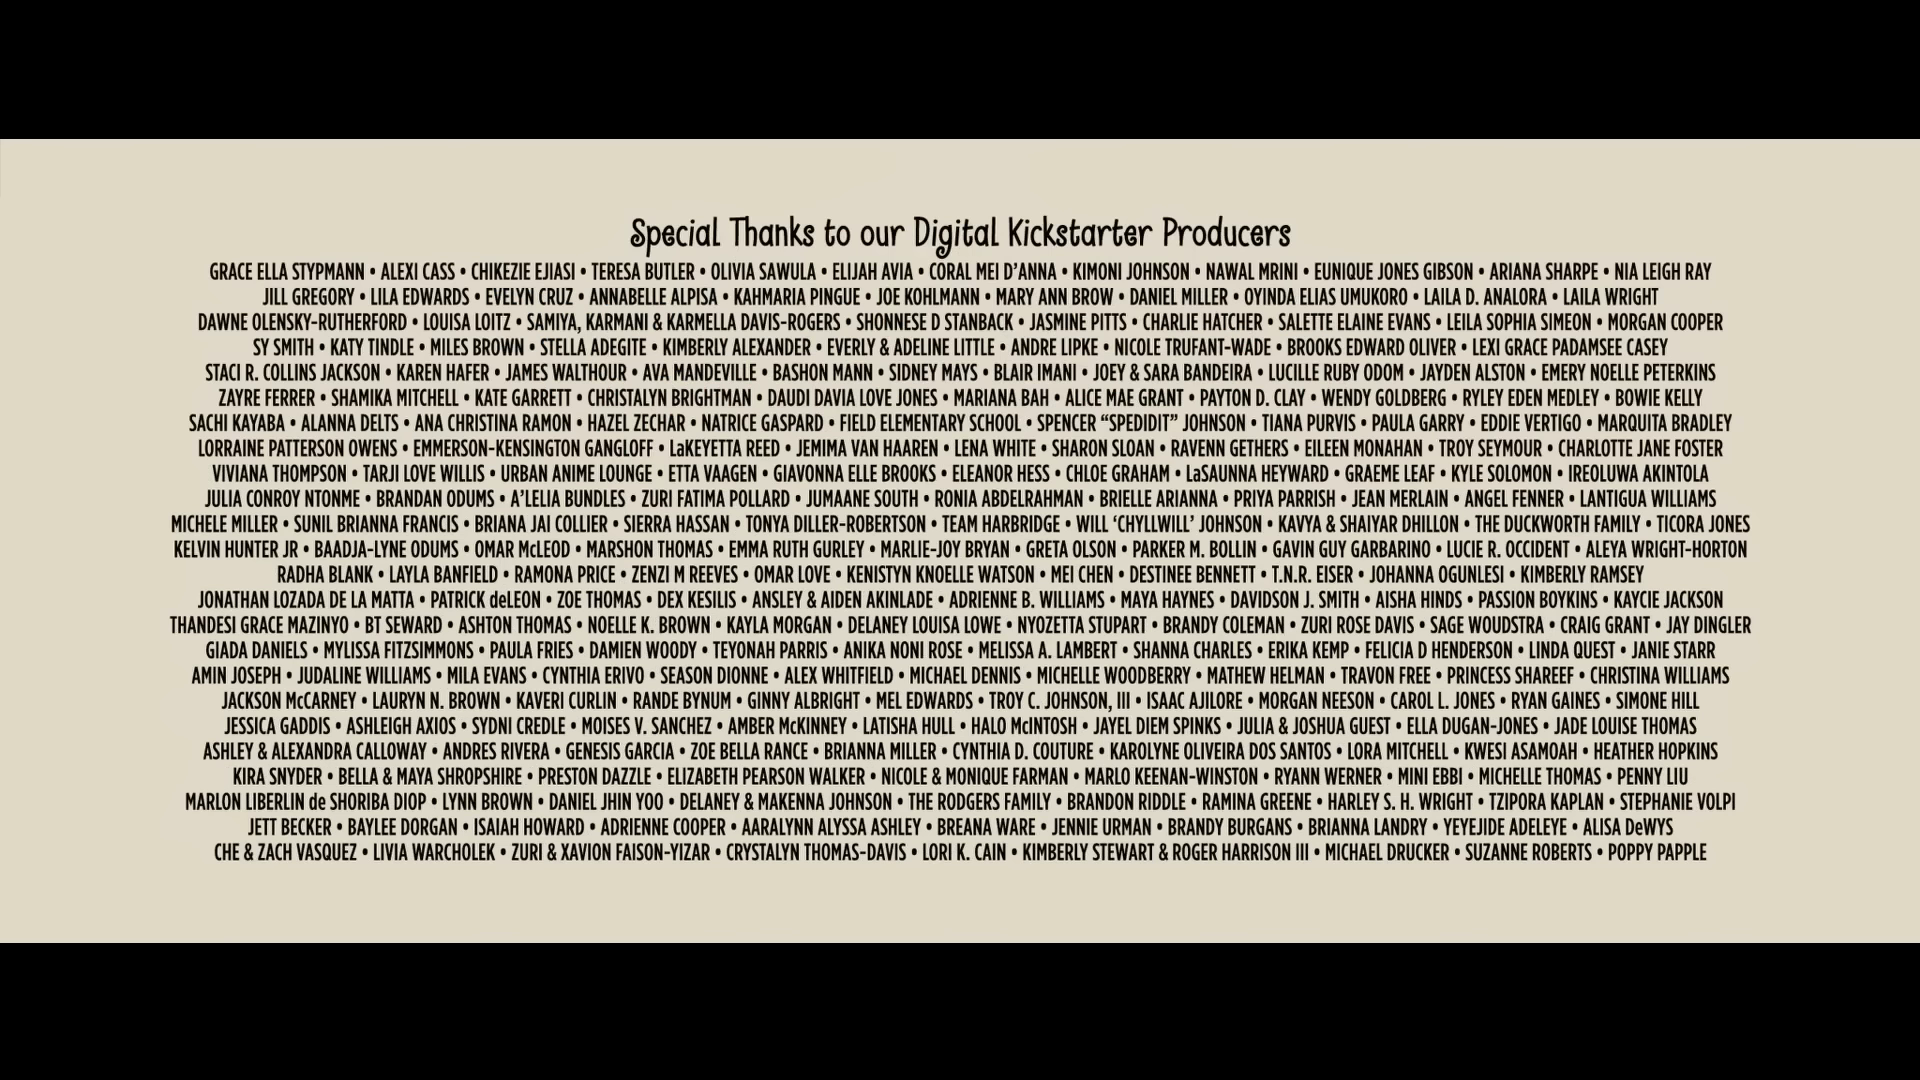 Special Thanks to our Digital Kickstarter Producers
GRACE ELLA STYPMANN • ALEXI CASS • CHIKEZIE EJIASI • TERESA BUTLER • OLIVIA SAWULA • ELIJAH AVIA • CORAL MEI D'ANNA • KIMONI JOHNSON • NAWAL MRINI • EUNIQUE JONES GIBSON • ARIANA SHARPE • NIA LEIGH RAY
JILL GREGORY • LILA EDWARDS • EVELYN CRUZ • ANNABELLE ALPISA • KAHMARIA PINGUE • JOE KOHLMANN • MARY ANN BROW • DANIEL MILLER • OYINDA ELIAS UMUKORO • LAILA D. ANALORA • LAILA WRIGHT
DAWNE OLENSKY-RUTHERFORD • LOUISA LOITZ • SAMIYA, KARMANI & KARMELLA DAVIS-ROGERS • SHONNESE D STANBACK • JASMINE PITTS • CHARLIE HATCHER • SALETTE ELAINE EVANS • LEILA SOPHIA SIMEON • MORGAN COOPER
SY SMITH • KATY TINDLE • MILES BROWN • STELLA ADEGITE • KIMBERLY ALEXANDER • EVERLY & ADELINE LITTLE • ANDRE LIPKE • NICOLE TRUFANT-WADE • BROOKS EDWARD OLIVER • LEXI GRACE PADAMSEE CASEY
STACI R. COLLINS JACKSON • KAREN HAFER • JAMES WALTHOUR • AVA MANDEVILLE • BASHON MANN • SIDNEY MAYS • BLAIR IMANI • JOEY & SARA BANDEIRA • LUCILLE RUBY ODOM • JAYDEN ALSTON • EMERY NOELLE PETERKINS
ZAYRE FERRER • SHAMIKA MITCHELL • KATE GARRETT • CHRISTALYN BRIGHTMAN • DAUDI DAVIA LOVE JONES • MARIANA BAH • ALICE MAE GRANT • PAYTON D. CLAY • WENDY GOLDBERG • RYLEY EDEN MEDLEY • BOWIE KELLY
SACHI KAYABA • ALANNA DELTS • ANA CHRISTINA RAMON • HAZEL ZECHAR • NATRICE GASPARD • FIELD ELEMENTARY SCHOOL • SPENCER “SPEDIDIT” JOHNSON • TIANA PURVIS • PAULA GARRY • EDDIE VERTIGO • MARQUITA BRADLEY
LORRAINE PATTERSON OWENS • EMMERSON-KENSINGTON GANGLOFF • LaKEYETTA REED • JEMIMA VAN HAAREN • LENA WHITE • SHARON SLOAN • RAVENN GETHERS • EILEEN MONAHAN • TROY SEYMOUR • CHARLOTTE JANE FOSTER
VIVIANA THOMPSON • TARJI LOVE WILLIS • URBAN ANIME LOUNGE • ETTA VAAGEN • GIAVONNA ELLE BROOKS • ELEANOR HESS • CHLOE GRAHAM • LaSAUNNA HEYWARD • GRAEME LEAF • KYLE SOLOMON • IREOLUWA AKINTOLA
JULIA CONROY NTONME • BRANDAN ODUMS • A'LELIA BUNDLES • ZURI FATIMA POLLARD • JUMAANE SOUTH • RONIA ABDELRAHMAN • BRIELLE ARIANNA • PRIYA PARRISH • JEAN MERLAIN • ANGEL FENNER • LANTIGUA WILLIAMS
MICHELE MILLER • SUNIL BRIANNA FRANCIS • BRIANA JAI COLLIER • SIERRA HASSAN • TONYA DILLER-ROBERTSON • TEAM HARBRIDGE • WILL ‘CHYLLWILL’ JOHNSON • KAVYA & SHAIYAR DHILLON • THE DUCKWORTH FAMILY • TICORA JONES
KELVIN HUNTER JR • BAADJA-LYNE ODUMS • OMAR McLEOD • MARSHON THOMAS • EMMA RUTH GURLEY • MARLIE-JOY BRYAN • GRETA OLSON • PARKER M. BOLLIN • GAVIN GUY GARBARINO • LUCIE R. OCCIDENT • ALEYA WRIGHT-HORTON
RADHA BLANK • LAYLA BANFIELD • RAMONA PRICE • ZENZI M REEVES • OMAR LOVE • KENISTYN KNOELLE WATSON • MEI CHEN • DESTINEE BENNETT • T.N.R. EISER • JOHANNA OGUNLESI • KIMBERLY RAMSEY
JONATHAN LOZADA DE LA MATTA • PATRICK deLEON • ZOE THOMAS • DEX KESILIS • ANSLEY & AIDEN AKINLADE • ADRIENNE B. WILLIAMS • MAYA HAYNES • DAVIDSON J. SMITH • AISHA HINDS • PASSION BOYKINS • KAYCIE JACKSON
THANDESI GRACE MAZINYO • BT SEWARD • ASHTON THOMAS • NOELLE K. BROWN • KAYLA MORGAN • DELANEY LOUISA LOWE • NYOZETTA STUPART • BRANDY COLEMAN • ZURI ROSE DAVIS • SAGE WOUDSTRA • CRAIG GRANT • JAY DINGLER
GIADA DANIELS • MYLISSA FITZSIMMONS • PAULA FRIES • DAMIEN WOODY • TEYONAH PARRIS • ANIKA NONI ROSE • MELISSA A. LAMBERT • SHANNA CHARLES • ERIKA KEMP • FELICIA D HENDERSON • LINDA QUEST • JANIE STARR
AMIN JOSEPH • JUDALINE WILLIAMS • MILA EVANS • CYNTHIA ERIVO • SEASON DIONNE • ALEX WHITFIELD • MICHAEL DENNIS • MICHELLE WOODBERRY • MATHEW HELMAN • TRAVON FREE • PRINCESS SHAREEF • CHRISTINA WILLIAMS
JACKSON McCARNEY • LAURYN N. BROWN • KAVERI CURLIN • RANDE BYNUM • GINNY ALBRIGHT • MEL EDWARDS • TROY C. JOHNSON, III • ISAAC AJILORE • MORGAN NEESON • CAROL L. JONES • RYAN GAINES • SIMONE HILL
JESSICA GADDIS • ASHLEIGH AXIOS • SYDNI CREDLE • MOISES V. SANCHEZ • AMBER McKINNEY • LATISHA HULL • HALO McINTOSH • JAYEL DIEM SPINKS • JULIA & JOSHUA GUEST • ELLA DUGAN-JONES • JADE LOUISE THOMAS
ASHLEY & ALEXANDRA CALLOWAY • ANDRES RIVERA • GENESIS GARCIA • ZOE BELLA RANCE • BRIANNA MILLER • CYNTHIA D. COUTURE • KAROLYNE OLIVEIRA DOS SANTOS • LORA MITCHELL • KWESI ASAMOAH • HEATHER HOPKINS
KIRA SNYDER • BELLA & MAYA SHROPSHIRE • PRESTON DAZZLE • ELIZABETH PEARSON WALKER • NICOLE & MONIQUE FARMAN • MARLO KEENAN-WINSTON • RYANN WERNER • MINI EBBI • MICHELLE THOMAS • PENNY LIU
MARLON LIBERLIN de SHORIBA DIOP • LYNN BROWN • DANIEL JHIN YOO • DELANEY & MAKENNA JOHNSON • THE RODGERS FAMILY • BRANDON RIDDLE • RAMINA GREENE • HARLEY S. H. WRIGHT • TZIPORA KAPLAN • STEPHANIE VOLPI
JETT BECKER • BAYLEE DORGAN • ISAIAH HOWARD • ADRIENNE COOPER • AARALYNN ALYSSA ASHLEY • BREANA WARE • JENNIE URMAN • BRANDY BURGANS • BRIANNA LANDRY • YEYEJIDE ADELEYE • ALISA DeWYS
CHE & ZACH VASQUEZ • LIVIA WARCHOLEK • ZURI & XAVION FAISON-YIZAR • CRYSTALYN THOMAS-DAVIS • LORI K. CAIN • KIMBERLY STEWART & ROGER HARRISON III • MICHAEL DRUCKER • SUZANNE ROBERTS • POPPY PAPPLE